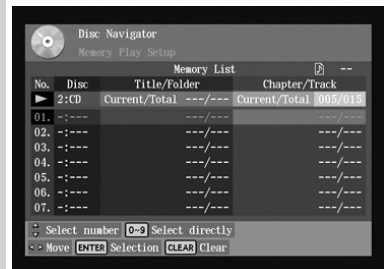 Disc Navigator
Memory Play Setup
Memory List --
No. Disc Title/Folder Chapter/Track
2:CD Current/Total ---/--- Current/Total 005/015
01. -:--- ---/--- ---/---
02. -:--- ---/--- ---/---
03. -:--- ---/--- ---/---
04. -:--- ---/--- ---/---
05. -:--- ---/--- ---/---
06. -:--- ---/--- ---/---
07. -:--- ---/--- ---/---
Select number 0~9 Select directly
Move ENTER Selection CLEAR Clear